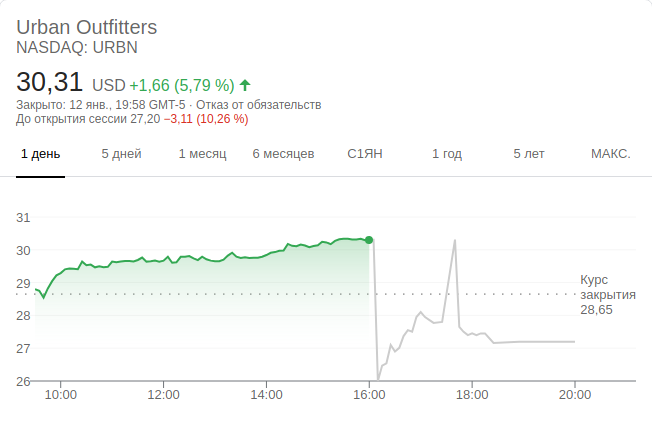 Urban Outfitters
NASDAQ: URBN
30,31 USD +1,66 (5,79 %)
Закрыто: 12 янв., 19:58 GMT-5 · Отказ от обязательств
До открытия сессии 27,20 −3,11 (10,26 %)
1 день 5 дней 1 месяц 6 месяцев С1ЯН 1 год 5 лет МАКС.
31
30
29
28
27
26
Курс
закрытия
28,65
10:00 12:00 14:00 16:00 18:00 20:00